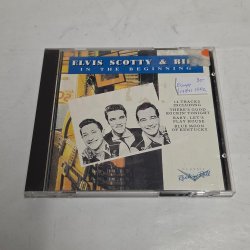 ELVIS SCOTTY & BILL
IN THE BEGINNING
14 TRACKS
INCLUDING
THERE'S GOOD
ROCKIN' TONIGHT
BABY, LET'S
PLAY HOUSE
BLUE MOON
OF KENTUCKY